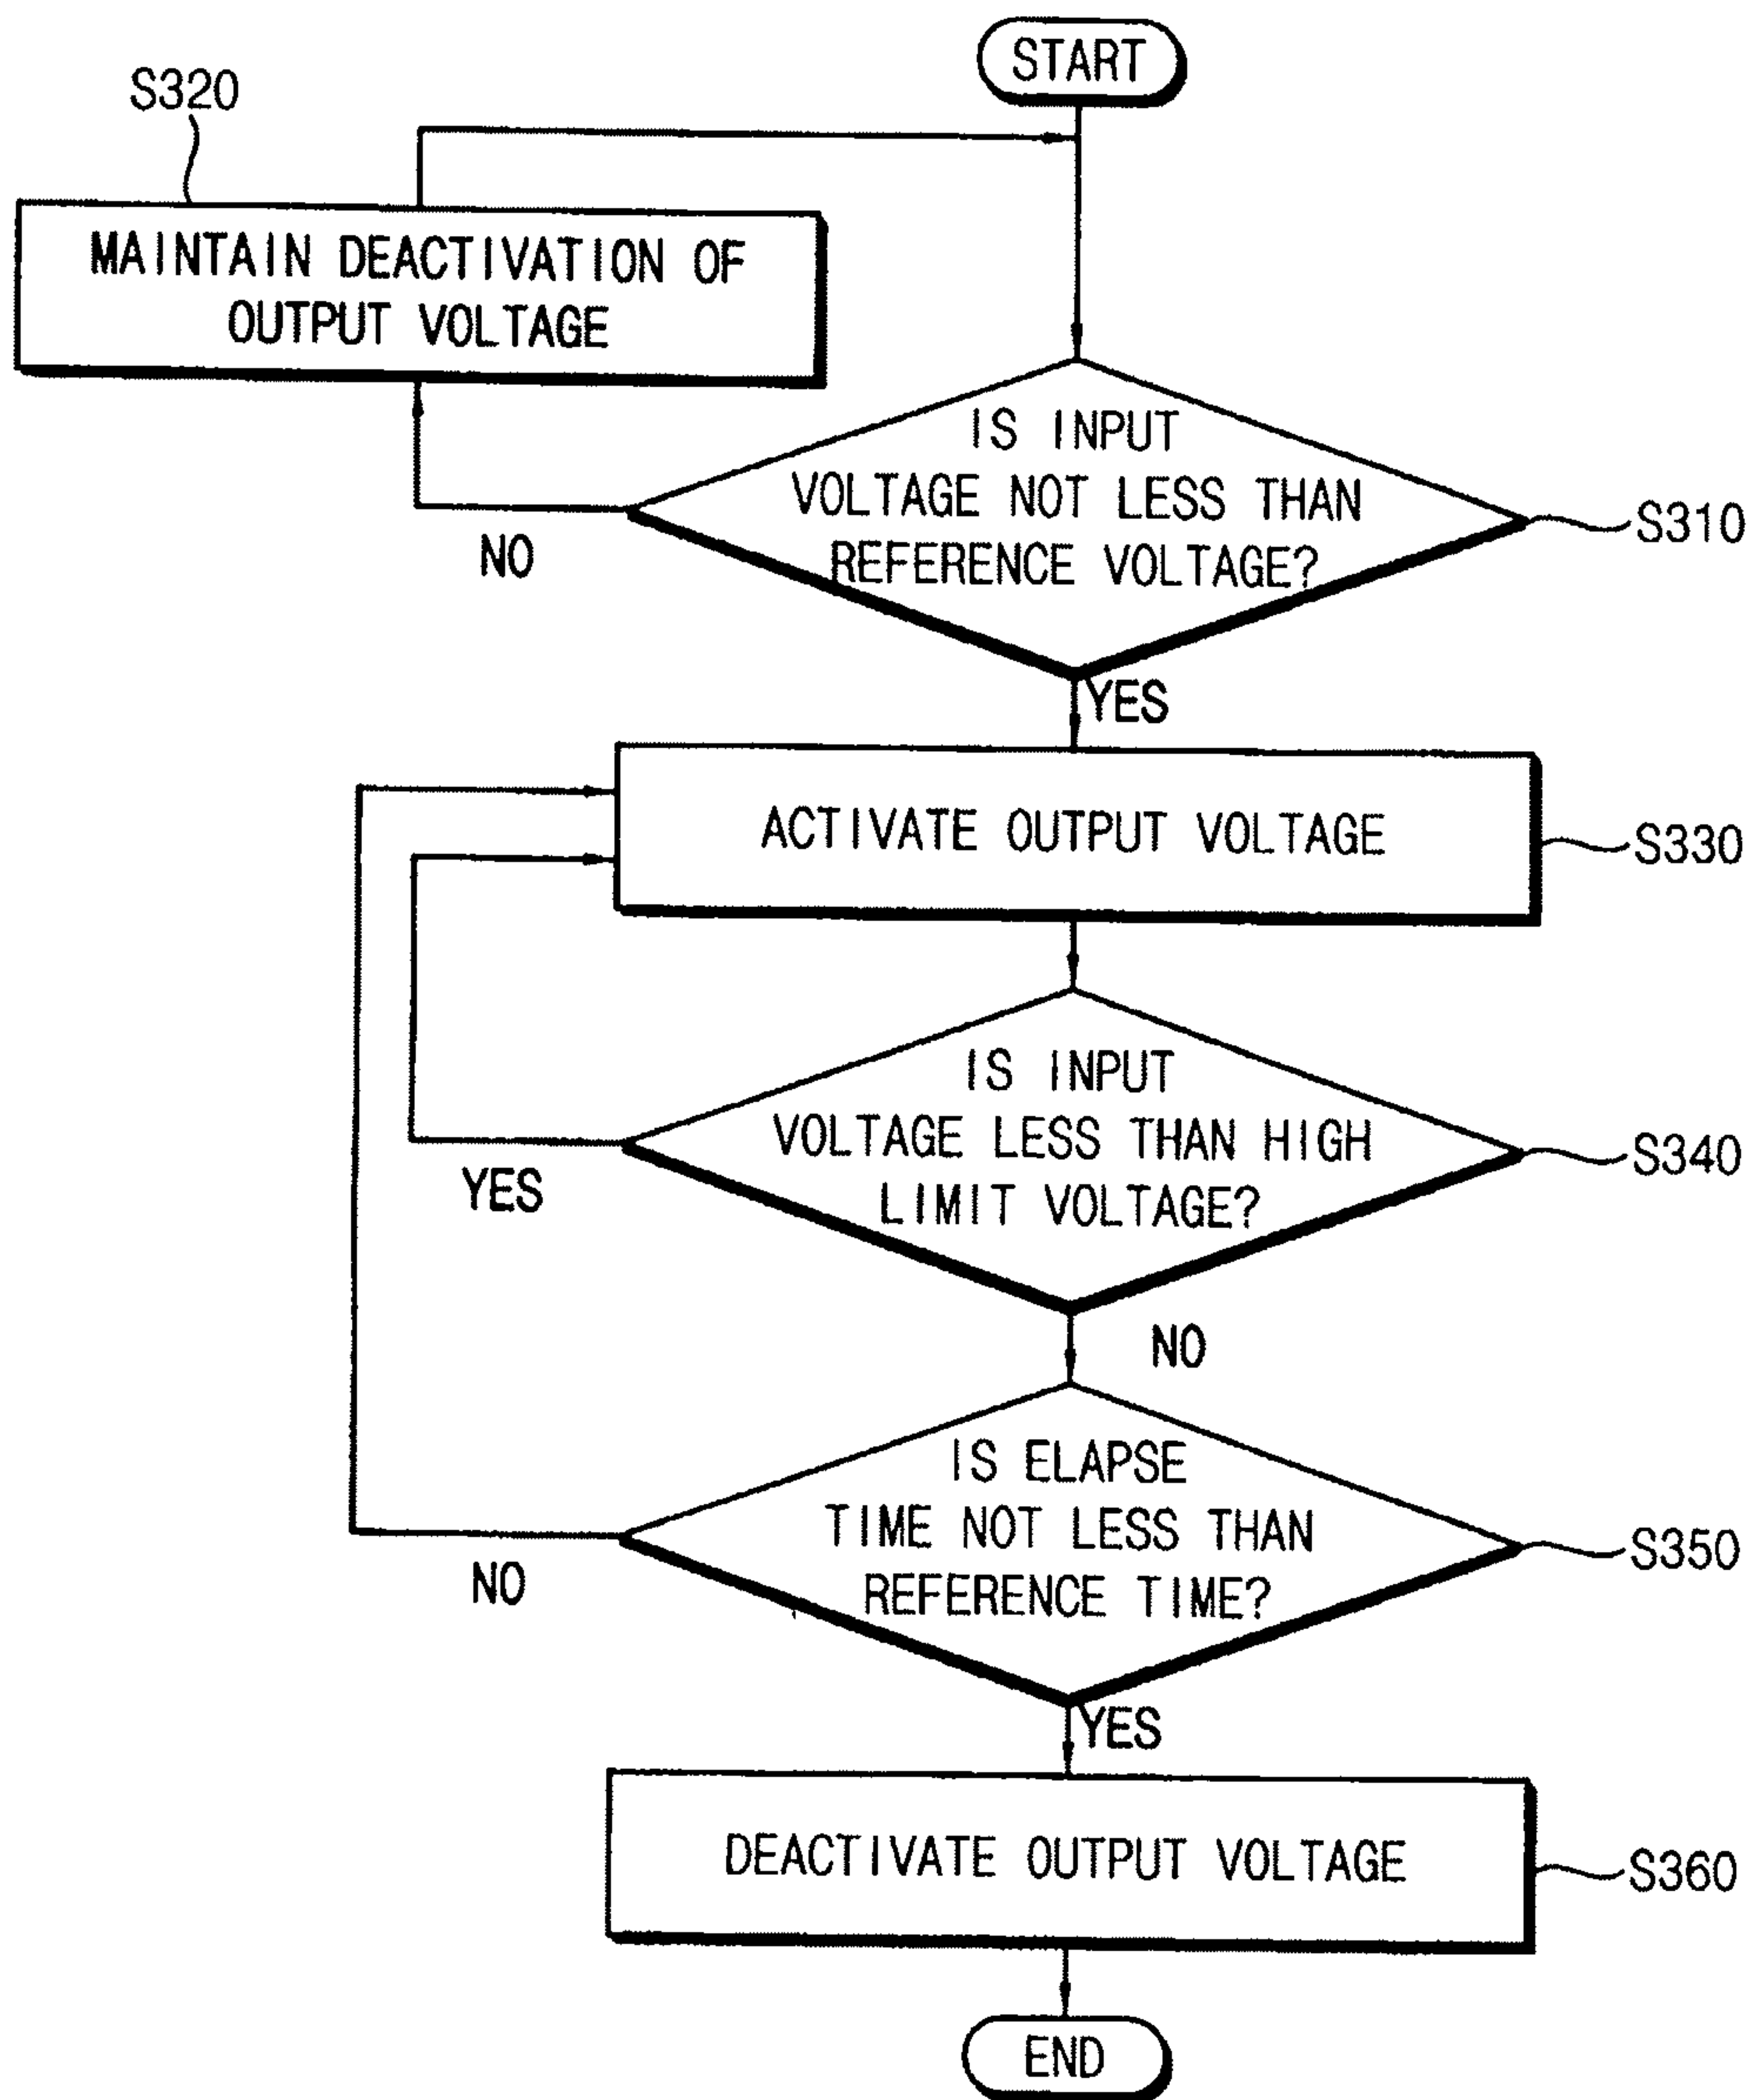 START
S320
MAINTAIN DEACTIVATION OF
OUTPUT VOLTAGE
IS INPUT
VOLTAGE NOT LESS THAN
REFERENCE VOLTAGE?
S310
NO
YES
ACTIVATE OUTPUT VOLTAGE
S330
IS INPUT
VOLTAGE LESS THAN HIGH
LIMIT VOLTAGE?
S340
YES
NO
IS ELAPSE
TIME NOT LESS THAN
REFERENCE TIME?
S350
NO
YES
DEACTIVATE OUTPUT VOLTAGE
S360
END